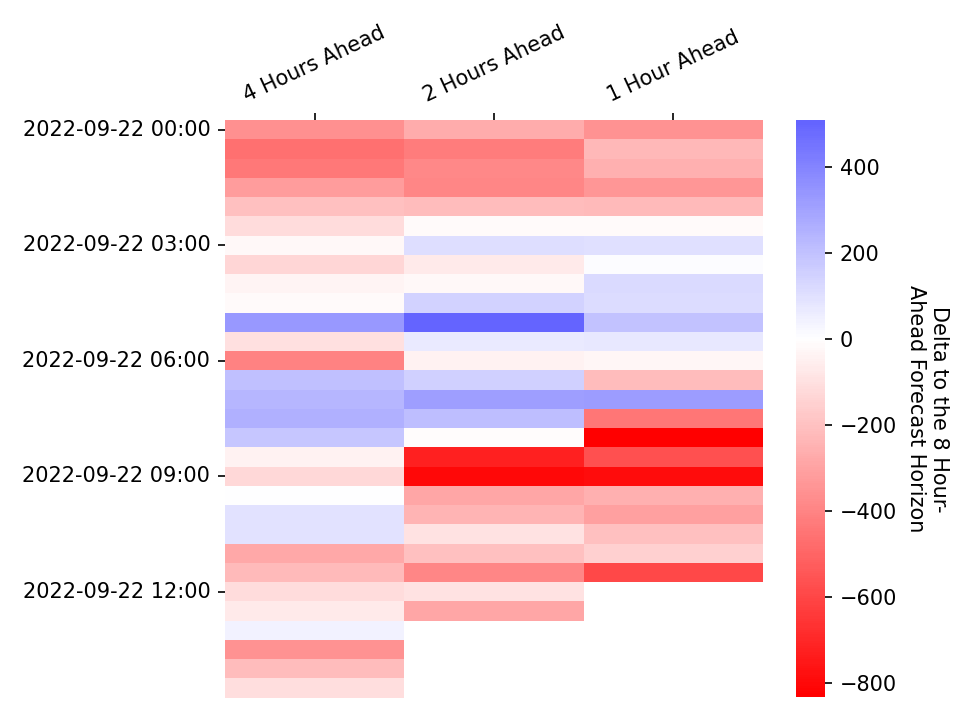 4 Hours Ahead
2 Hours Ahead
1 Hour Ahead
2022-09-22 00:00
2022-09-22 03:00
2022-09-22 06:00
2022-09-22 09:00
2022-09-22 12:00
400
200
0
−200
−400
−600
−800
Delta to the 8 Hour-
Ahead Forecast Horizon